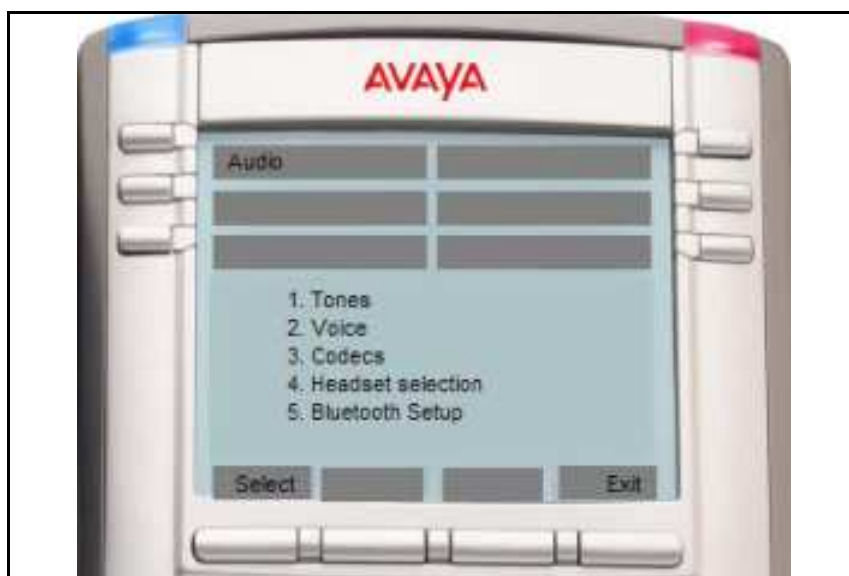 AVAYA
Audio
1. Tones
2. Voice
3. Codecs
4. Headset selection
5. Bluetooth Setup
Select Exit